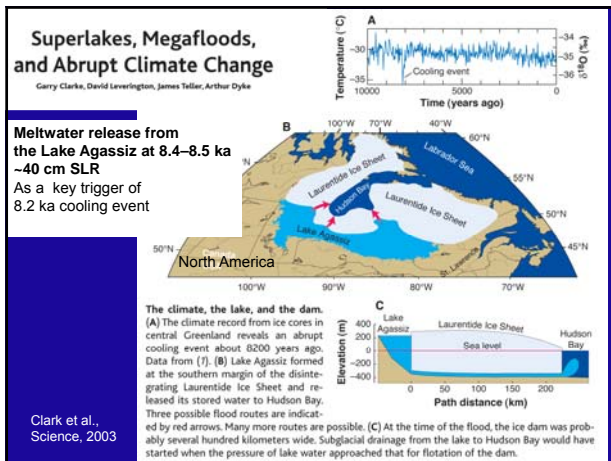 Superlakes, Megafloods,
and Abrupt Climate Change
Garry Clarke, David Leverington, James Teller, Arthur Dyke
Meltwater release from
the Lake Agassiz at 8.4–8.5 ka
~40 cm SLR
As a key trigger of
8.2 ka cooling event
A
Temperature (°C)
−30
−35
Cooling event
−34
−35
−36
δ18O (‰)
10000
5000
0
Time (years ago)
B
100°W
70°W
40°W
60°N
55°N
50°N
45°N
50°N
Labrador Sea
Laurentide Ice Sheet
Hudson Bay
Laurentide Ice Sheet
Lake Agassiz
St. Lawrence
North America
100°W
90°W
80°W
70°W
The climate, the lake, and the dam.
(A) The climate record from ice cores in
central Greenland reveals an abrupt
cooling event about 8200 years ago.
Data from (7). (B) Lake Agassiz formed
at the southern margin of the disinte-
grating Laurentide Ice Sheet and re-
leased its stored water to Hudson Bay.
Three possible flood routes are indicat-
ed by red arrows. Many more routes are possible. (C) At the time of the flood, the ice dam was prob-
ably several hundred kilometers wide. Subglacial drainage from the lake to Hudson Bay would have
started when the pressure of lake water approached that for flotation of the dam.
C
Lake
Agassiz
Laurentide Ice Sheet
Hudson
Bay
Sea level
Elevation (m)
400
200
0
−200
−400
0
50
100
150
200
Path distance (km)
Clark et al.,
Science, 2003